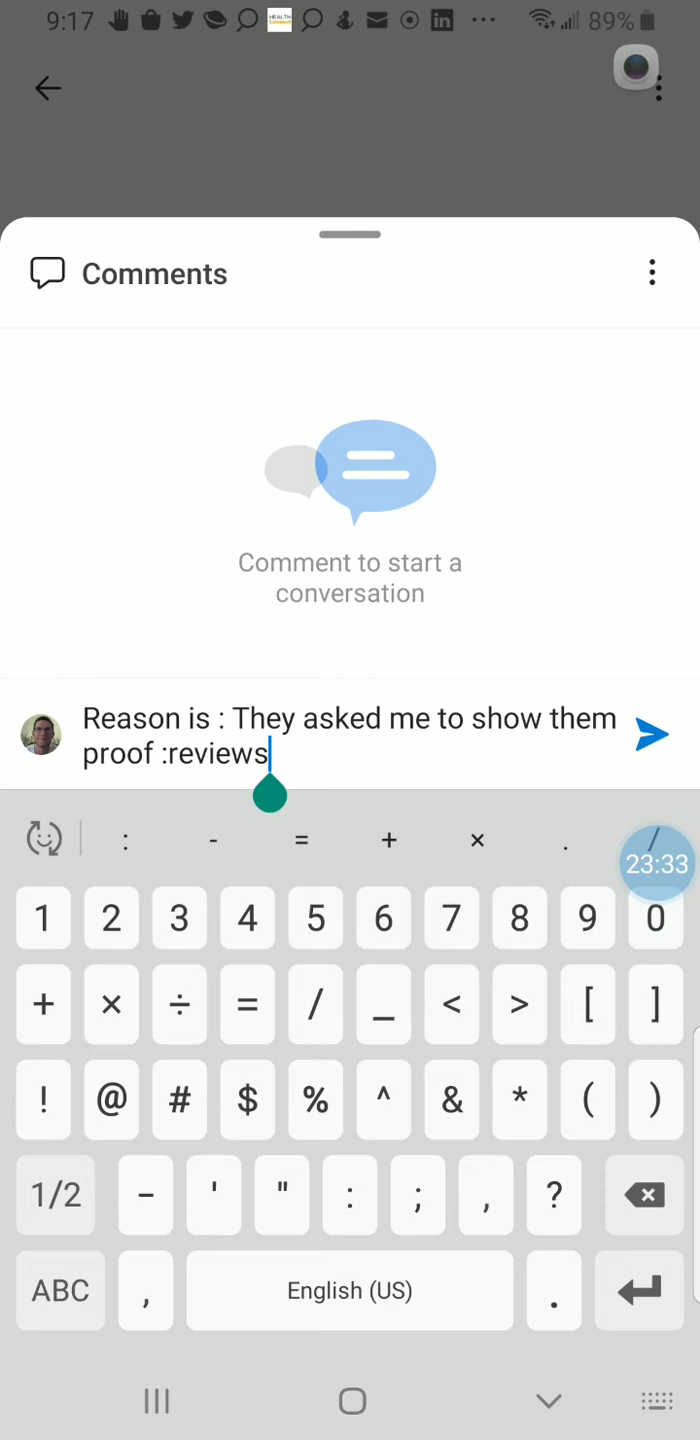 9:17
HEALTH
89%
Comments
Comment to start a
conversation
Reason is : They asked me to show them
proof :reviews
: - = + × . /
23:33
1 2 3 4 5 6 7 8 9 0
+ × ÷ = / _ < > [ ]
! @ # $ % ^ & * ( )
1/2 - ' " : ; , ?
ABC , English (US) .